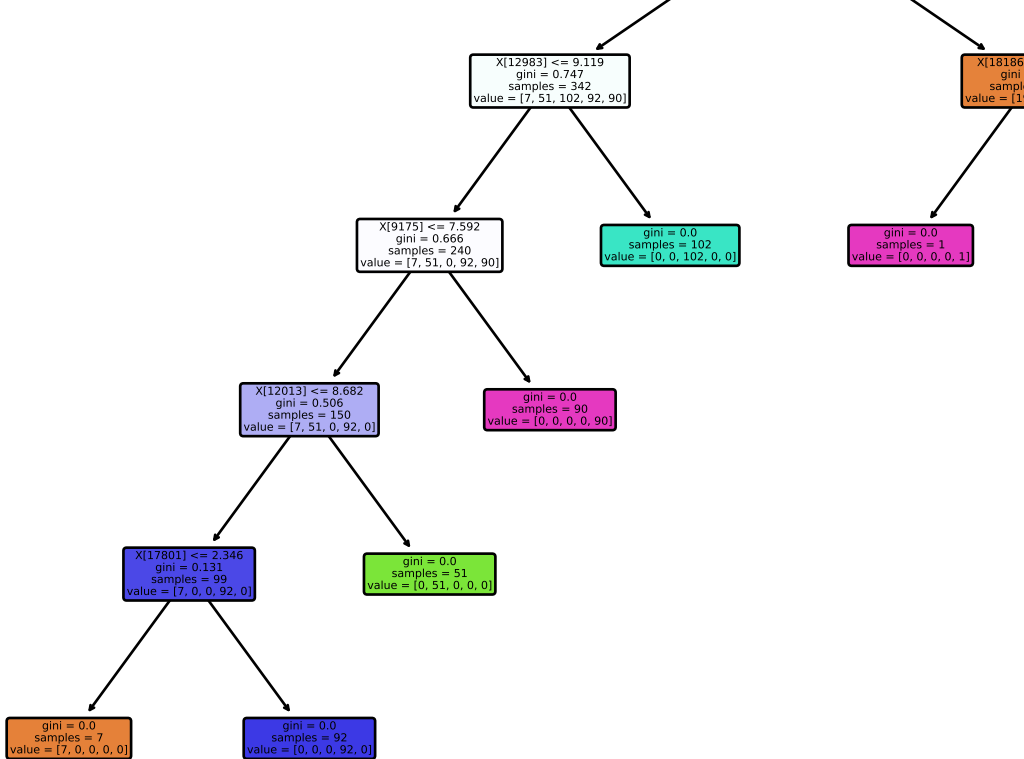 X[12983] <= 9.119
gini = 0.747
samples = 342
value = [7, 51, 102, 92, 90]
X[18186
gini
sampl
value = [1
X[9175] <= 7.592
gini = 0.666
samples = 240
value = [7, 51, 0, 92, 90]
gini = 0.0
samples = 102
value = [0, 0, 102, 0, 0]
gini = 0.0
samples = 1
value = [0, 0, 0, 0, 1]
X[12013] <= 8.682
gini = 0.506
samples = 150
value = [7, 51, 0, 92, 0]
gini = 0.0
samples = 90
value = [0, 0, 0, 0, 90]
X[17801] <= 2.346
gini = 0.131
samples = 99
value = [7, 0, 0, 92, 0]
gini = 0.0
samples = 51
value = [0, 51, 0, 0, 0]
gini = 0.0
samples = 7
value = [7, 0, 0, 0, 0]
gini = 0.0
samples = 92
value = [0, 0, 0, 92, 0]